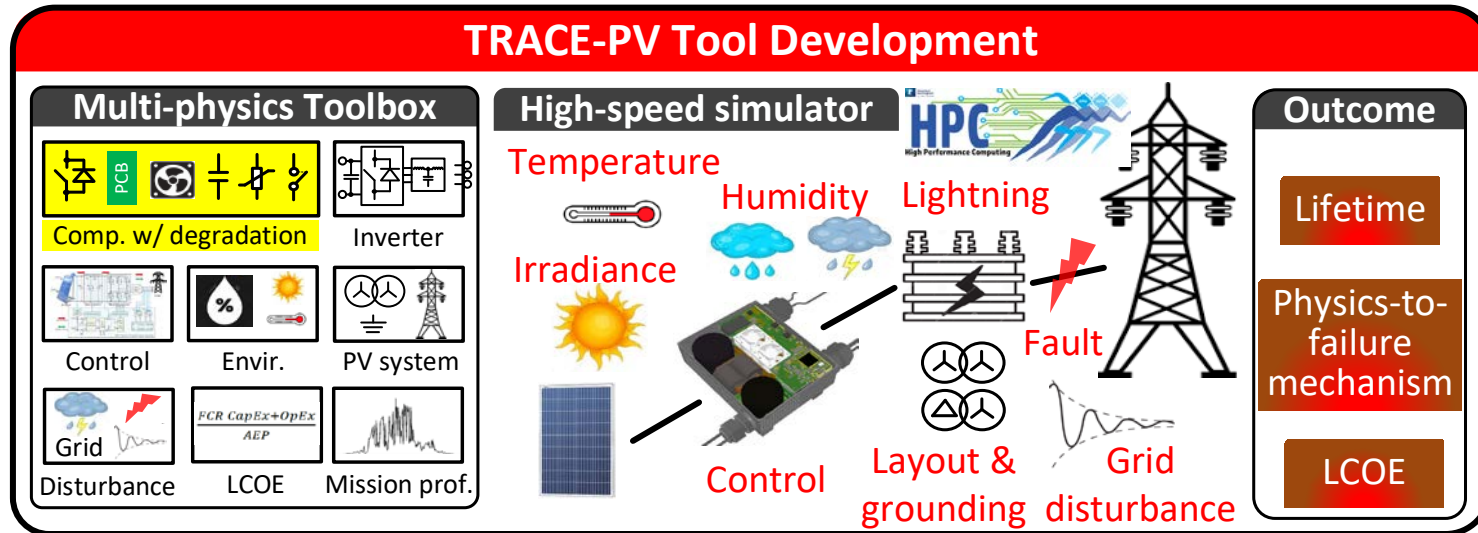 TRACE-PV Tool Development
Multi-physics Toolbox
PCB
Comp. w/ degradation
Inverter
%
Control
Envir.
PV system
Grid
Disturbance
FCR CapEx+OpEx
AEP
LCOE
Mission prof.
High-speed simulator
HPC
High Performance Computing
Temperature
Humidity
Lightning
Irradiance
Fault
Control
Layout &
grounding
Grid
disturbance
Outcome
Lifetime
Physics-to-
failure
mechanism
LCOE